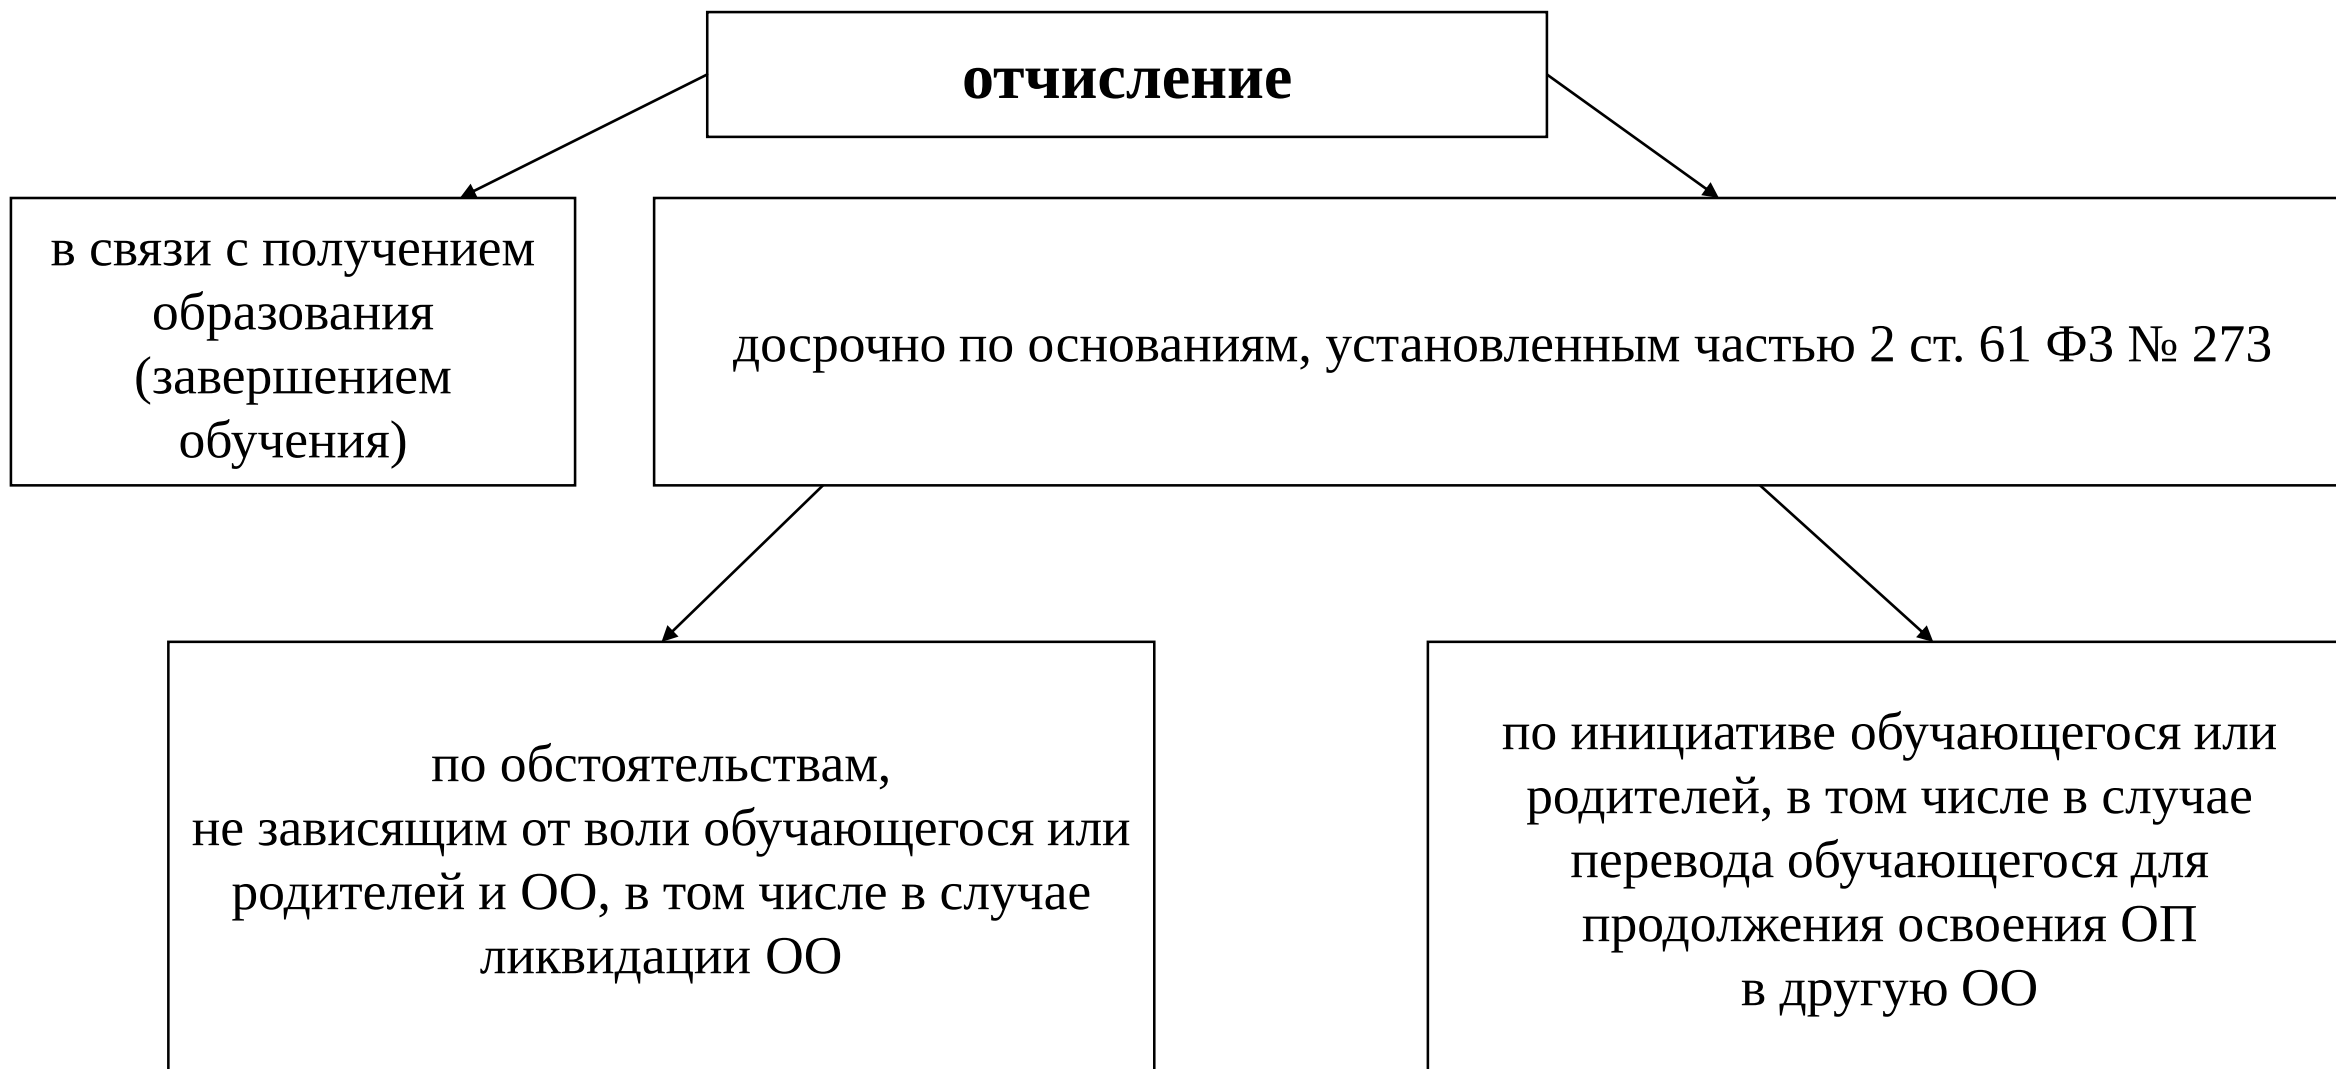 отчисление
в связи с получением
образования
(завершением
обучения)
досрочно по основаниям, установленным частью 2 ст. 61 ФЗ № 273
по обстоятельствам,
не зависящим от воли обучающегося или
родителей и ОО, в том числе в случае
ликвидации ОО
по инициативе обучающегося или
родителей, в том числе в случае
перевода обучающегося для
продолжения освоения ОП
в другую ОО